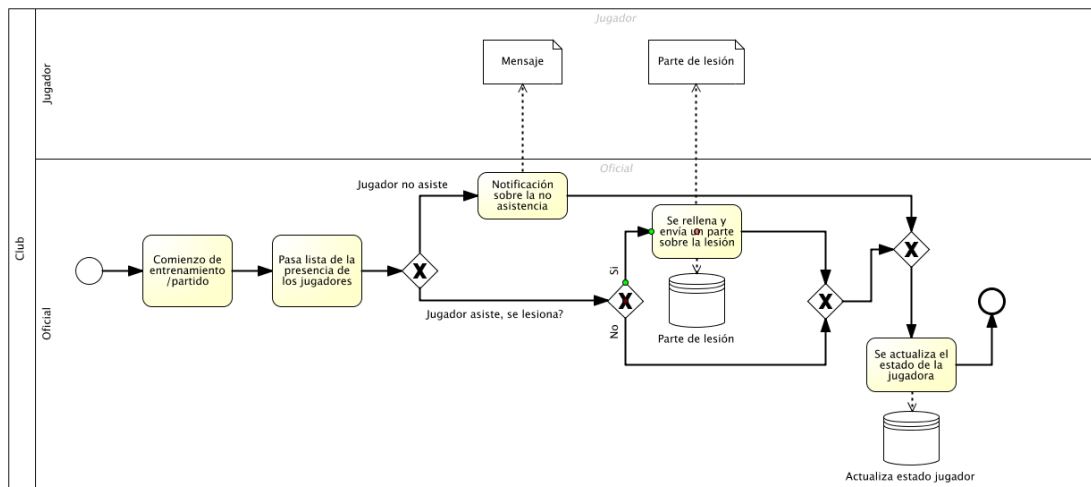 Jugador
Jugador
Mensaje
Parte de lesión
Club
Oficial
Oficial
Jugador no asiste
Notificación
sobre la no
asistencia
Se rellena y
envía un parte
sobre la lesión
Comienzo de
entrenamiento
/partido
Pasa lista de la
presencia de
los jugadores
Si
Jugador asiste, se lesiona?
No
Parte de lesión
Se actualiza el
estado de la
jugadora
Actualiza estado jugador